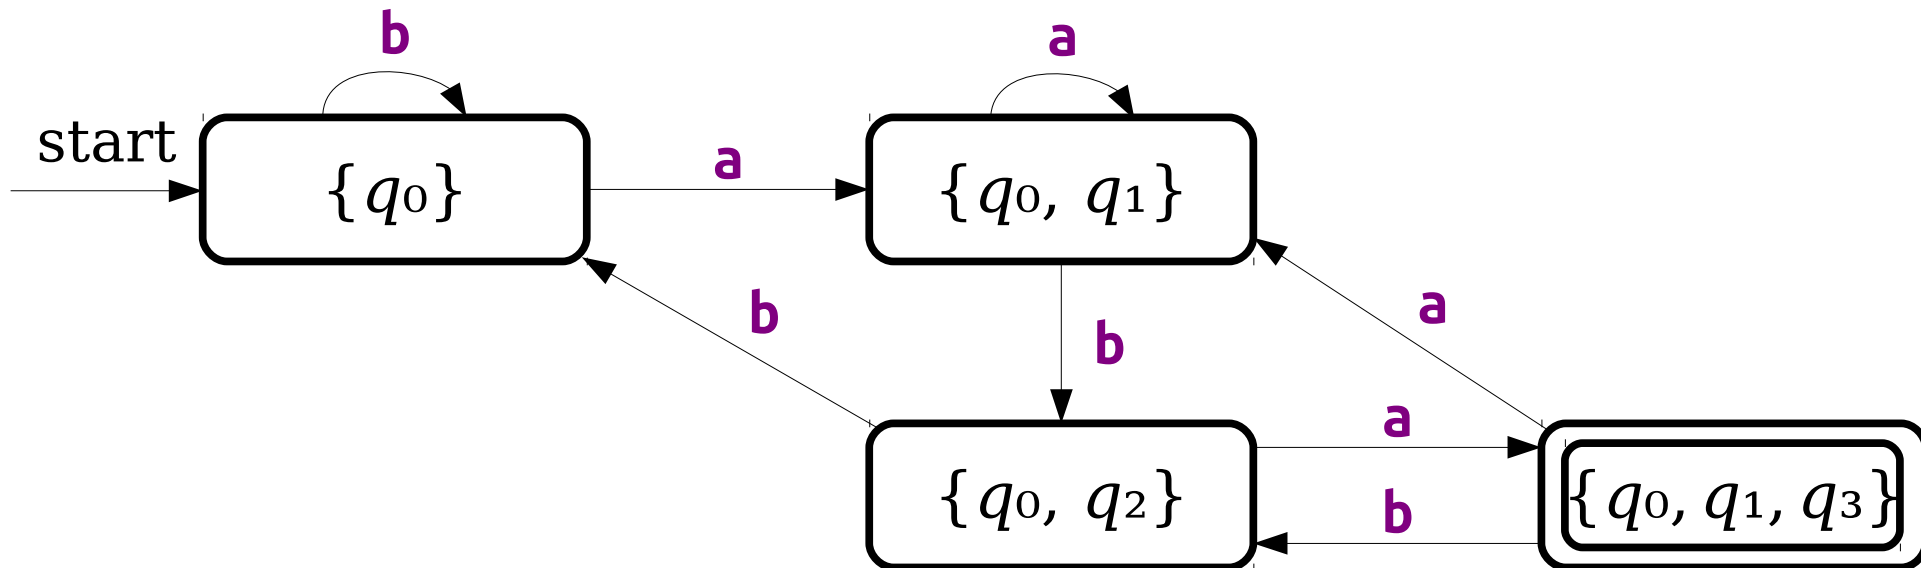 b
a
start
a
{q₀}
{q₀, q₁}
b
a
b
a
{q₀, q₂}
{q₀, q₁, q₃}
b